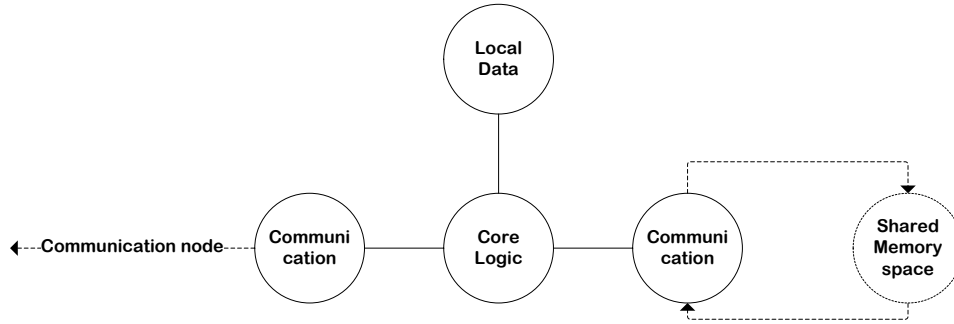 Local
Data
Communication node
Communi
cation
Core
Logic
Communi
cation
Shared
Memory
space